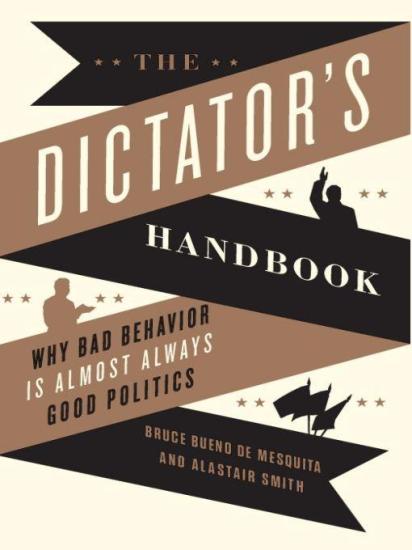 THE
DICTATOR'S
HANDBOOK
WHY BAD BEHAVIOR
IS ALMOST ALWAYS
GOOD POLITICS
BRUCE BUENO DE MESQUITA
AND ALASTAIR SMITH